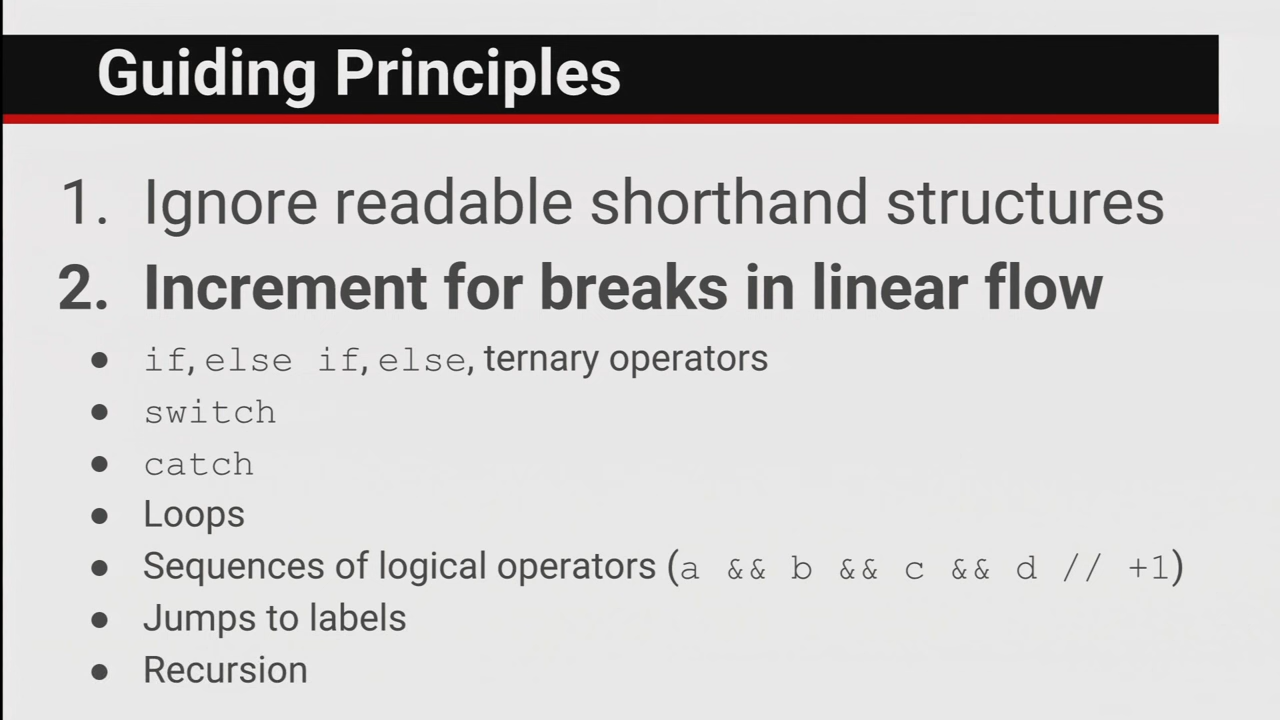 Guiding Principles
1. Ignore readable shorthand structures
2. Increment for breaks in linear flow
● if, else if, else, ternary operators
● switch
● catch
● Loops
● Sequences of logical operators (a && b && c && d // +1)
● Jumps to labels
● Recursion